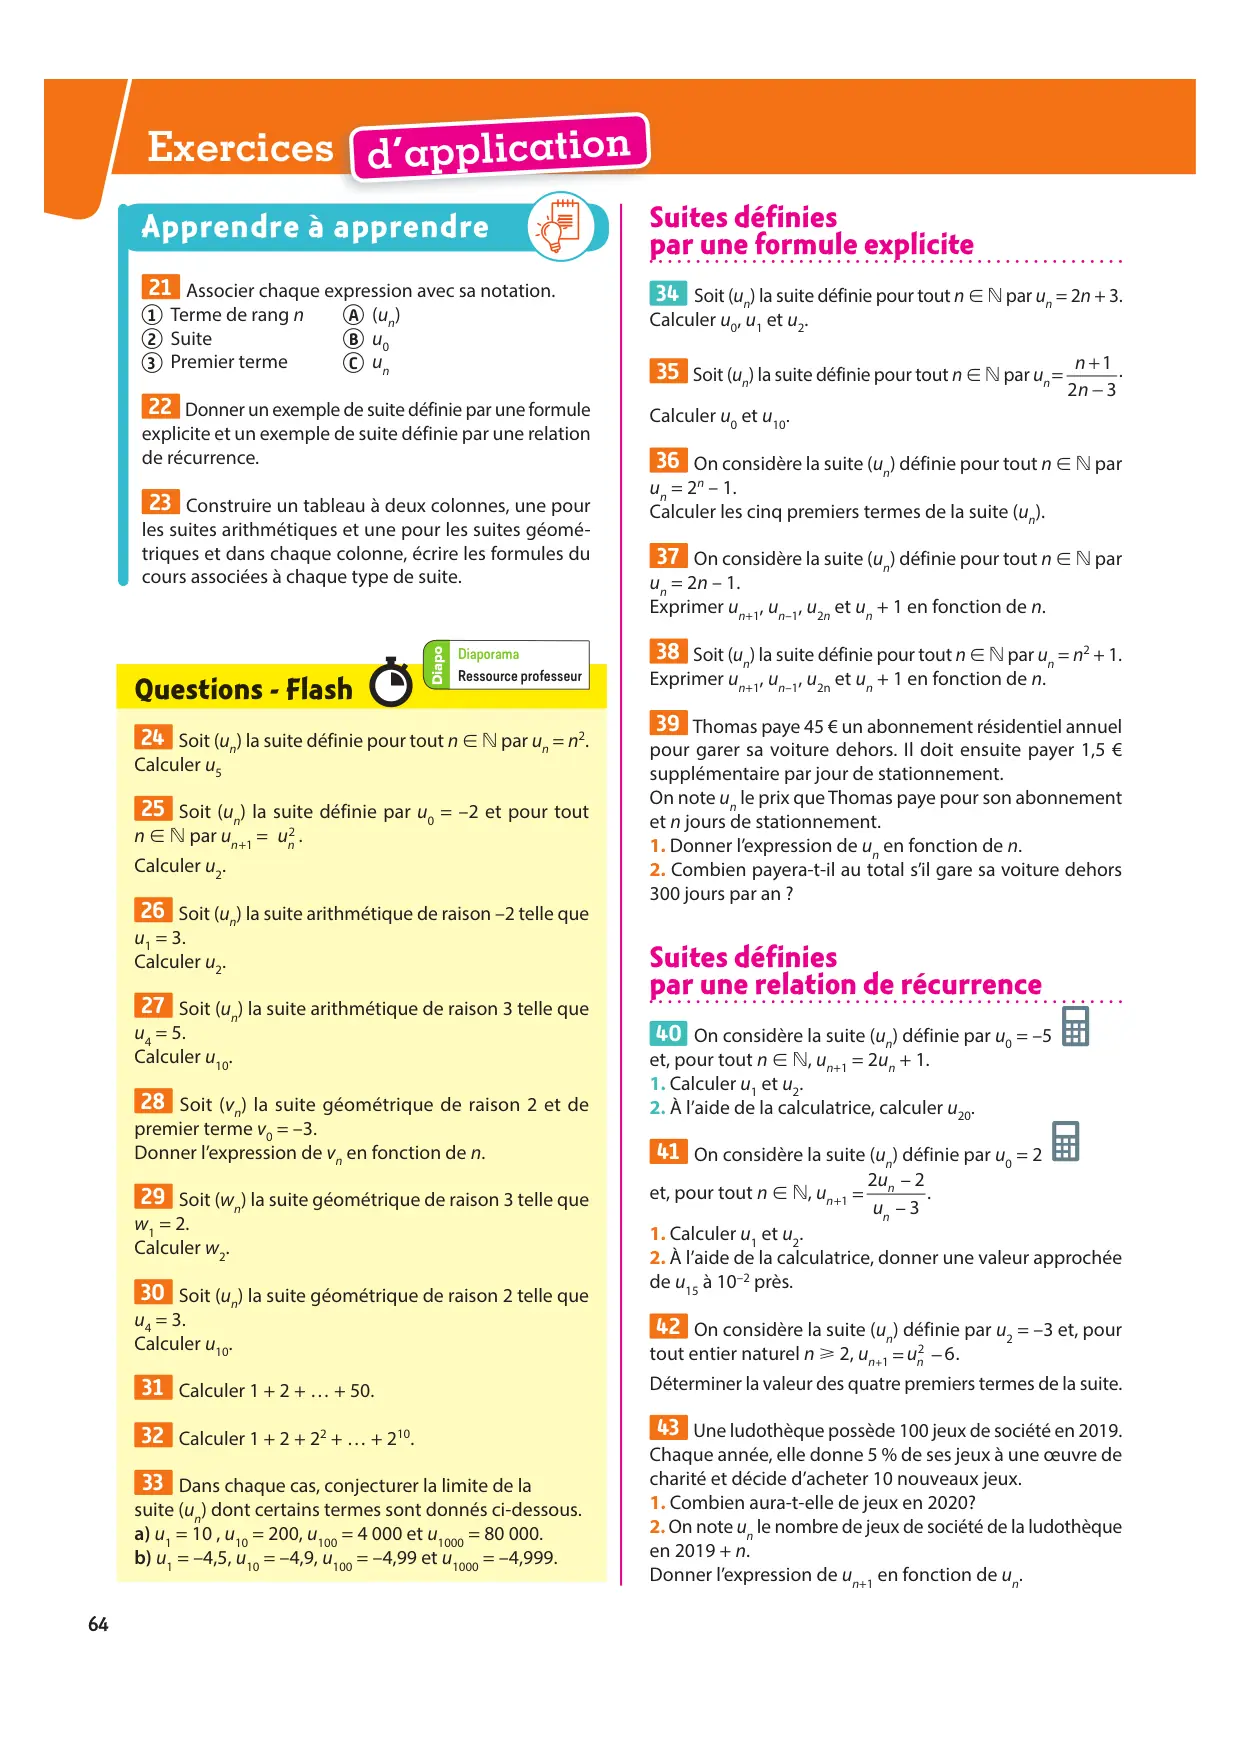 Exercices d'application
Apprendre à apprendre
21 Associer chaque expression avec sa notation.
1 Terme de rang n A (uₙ)
2 Suite B u₀
3 Premier terme C uₙ
22 Donner un exemple de suite définie par une formule
explicite et un exemple de suite définie par une relation
de récurrence.
23 Construire un tableau à deux colonnes, une pour
les suites arithmétiques et une pour les suites géomé-
triques et dans chaque colonne, écrire les formules du
cours associées à chaque type de suite.
Questions - Flash
Diapo
Diaporama
Ressource professeur
24 Soit (uₙ) la suite définie pour tout n ∈ ℕ par uₙ = n².
Calculer u₅
25 Soit (uₙ) la suite définie par u₀ = –2 et pour tout
n ∈ ℕ par uₙ₊₁ = uₙ².
Calculer u₂.
26 Soit (uₙ) la suite arithmétique de raison –2 telle que
u₁ = 3.
Calculer u₂.
27 Soit (uₙ) la suite arithmétique de raison 3 telle que
u₄ = 5.
Calculer u₁₀.
28 Soit (vₙ) la suite géométrique de raison 2 et de
premier terme v₀ = –3.
Donner l'expression de vₙ en fonction de n.
29 Soit (wₙ) la suite géométrique de raison 3 telle que
w₁ = 2.
Calculer w₂.
30 Soit (uₙ) la suite géométrique de raison 2 telle que
u₄ = 3.
Calculer u₁₀.
31 Calculer 1 + 2 + … + 50.
32 Calculer 1 + 2 + 2² + … + 2¹⁰.
33 Dans chaque cas, conjecturer la limite de la
suite (uₙ) dont certains termes sont donnés ci-dessous.
a) u₁ = 10 , u₁₀ = 200, u₁₀₀ = 4 000 et u₁₀₀₀ = 80 000.
b) u₁ = –4,5, u₁₀ = –4,9, u₁₀₀ = –4,99 et u₁₀₀₀ = –4,999.
Suites définies
par une formule explicite
34 Soit (uₙ) la suite définie pour tout n ∈ ℕ par uₙ = 2n + 3.
Calculer u₀, u₁ et u₂.
35 Soit (uₙ) la suite définie pour tout n ∈ ℕ par uₙ = (n + 1)/(2n – 3).
Calculer u₀ et u₁₀.
36 On considère la suite (uₙ) définie pour tout n ∈ ℕ par
uₙ = 2ⁿ – 1.
Calculer les cinq premiers termes de la suite (uₙ).
37 On considère la suite (uₙ) définie pour tout n ∈ ℕ par
uₙ = 2n – 1.
Exprimer uₙ₊₁, uₙ₋₁, u₂ₙ et uₙ + 1 en fonction de n.
38 Soit (uₙ) la suite définie pour tout n ∈ ℕ par uₙ = n² + 1.
Exprimer uₙ₊₁, uₙ₋₁, u₂ₙ et uₙ + 1 en fonction de n.
39 Thomas paye 45 € un abonnement résidentiel annuel
pour garer sa voiture dehors. Il doit ensuite payer 1,5 €
supplémentaire par jour de stationnement.
On note uₙ le prix que Thomas paye pour son abonnement
et n jours de stationnement.
1. Donner l'expression de uₙ en fonction de n.
2. Combien payera-t-il au total s'il gare sa voiture dehors
300 jours par an ?
Suites définies
par une relation de récurrence
40 On considère la suite (uₙ) définie par u₀ = –5
et, pour tout n ∈ ℕ, uₙ₊₁ = 2uₙ + 1.
1. Calculer u₁ et u₂.
2. À l'aide de la calculatrice, calculer u₂₀.
41 On considère la suite (uₙ) définie par u₀ = 2
et, pour tout n ∈ ℕ, uₙ₊₁ = (2uₙ – 2)/(uₙ – 3).
1. Calculer u₁ et u₂.
2. À l'aide de la calculatrice, donner une valeur approchée
de u₁₅ à 10⁻² près.
42 On considère la suite (uₙ) définie par u₂ = –3 et, pour
tout entier naturel n ⩾ 2, uₙ₊₁ = uₙ² – 6.
Déterminer la valeur des quatre premiers termes de la suite.
43 Une ludothèque possède 100 jeux de société en 2019.
Chaque année, elle donne 5 % de ses jeux à une œuvre de
charité et décide d'acheter 10 nouveaux jeux.
1. Combien aura-t-elle de jeux en 2020?
2. On note uₙ le nombre de jeux de société de la ludothèque
en 2019 + n.
Donner l'expression de uₙ₊₁ en fonction de uₙ.
64